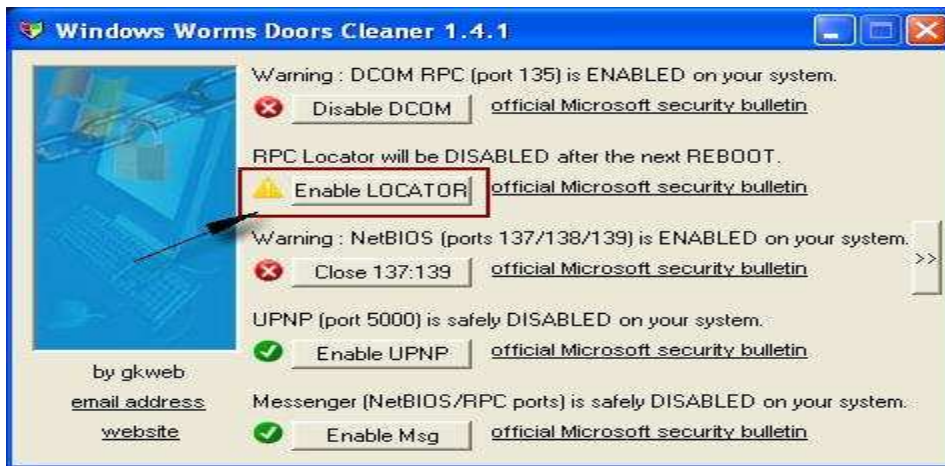 Windows Worms Doors Cleaner 1.4.1
Warning : DCOM RPC (port 135) is ENABLED on your system.
Disable DCOM official Microsoft security bulletin
RPC Locator will be DISABLED after the next REBOOT.
Enable LOCATOR official Microsoft security bulletin
Warning : NetBIOS (ports 137/138/139) is ENABLED on your system.
>>
Close 137:139 official Microsoft security bulletin
UPNP (port 5000) is safely DISABLED on your system.
Enable UPNP official Microsoft security bulletin
by gkweb
email address
website
Messenger (NetBIOS/RPC ports) is safely DISABLED on your system.
Enable Msg official Microsoft security bulletin